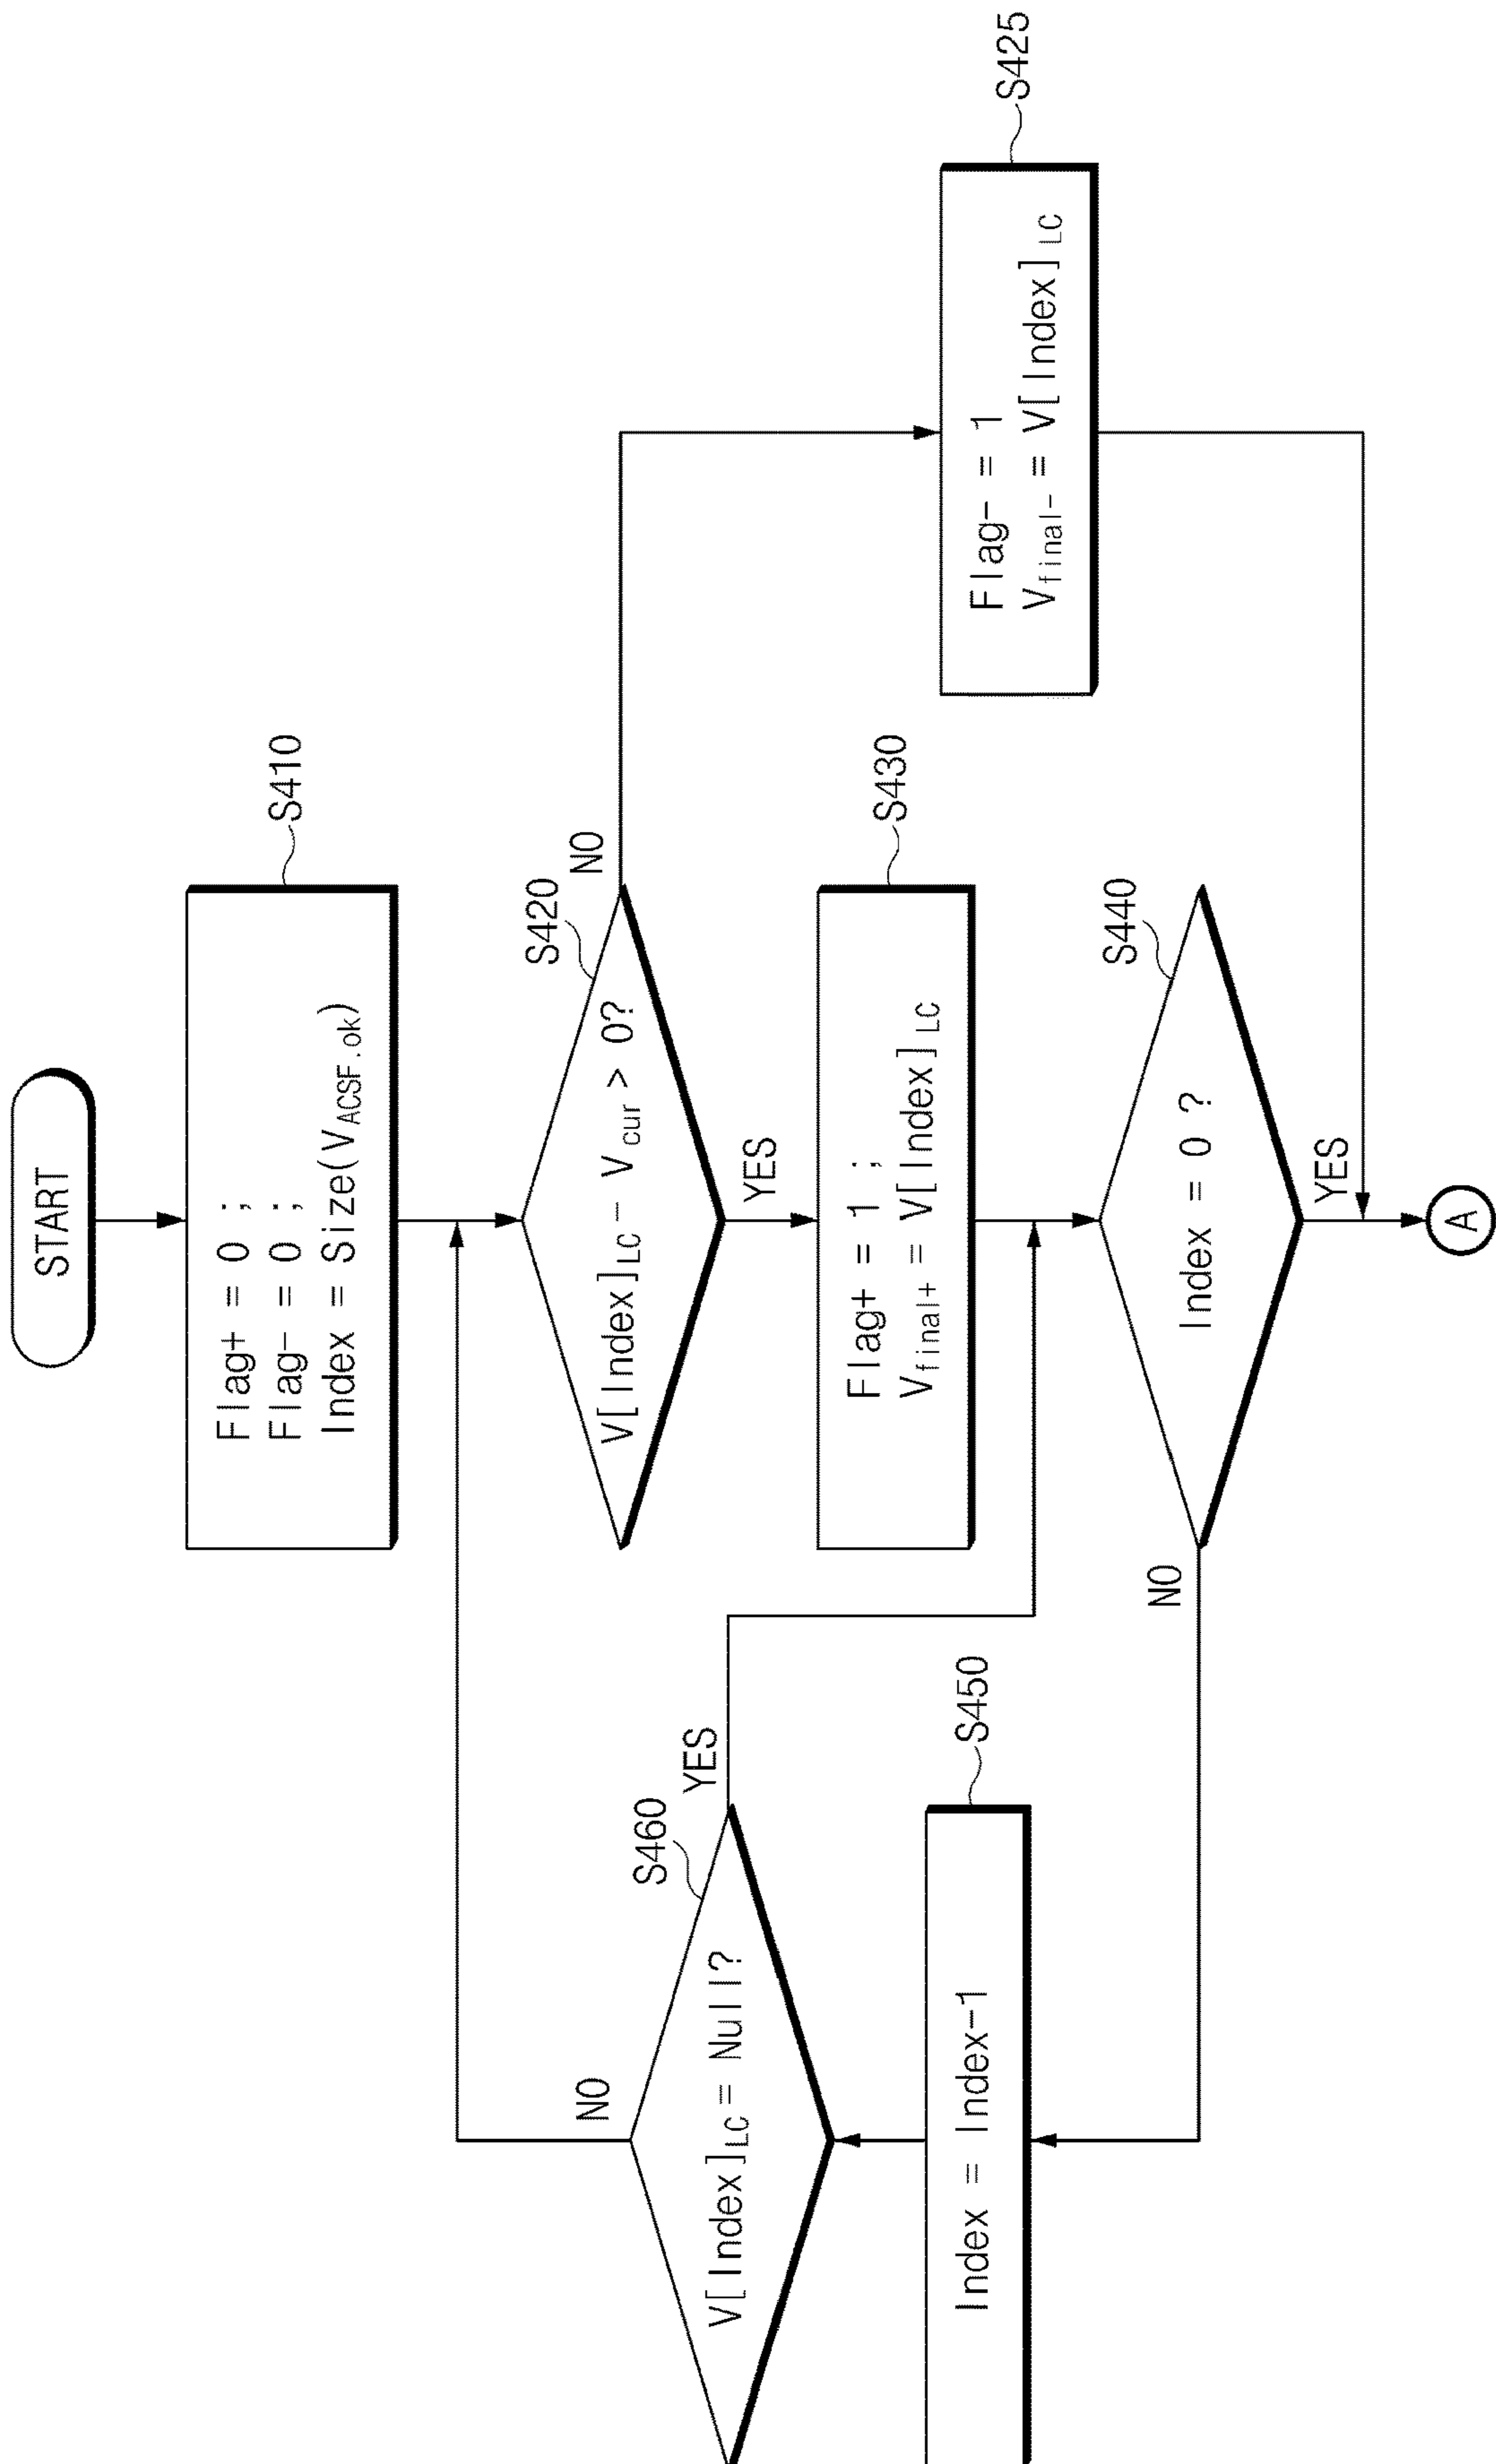 START
S410
Flag+ = 0 ;
Flag- = 0;
Index = Size(VACSF.ok)
S420
V[Index]LC - Vcur > 0?
NO
YES
S430
Flag+ = 1 ;
Vfinal+ = V[Index]LC
S425
Flag- = 1
Vfinal- = V[Index]LC
S440
Index = 0 ?
NO
YES
S450
Index = Index-1
S460
V[Index]LC = Null?
NO
YES
A